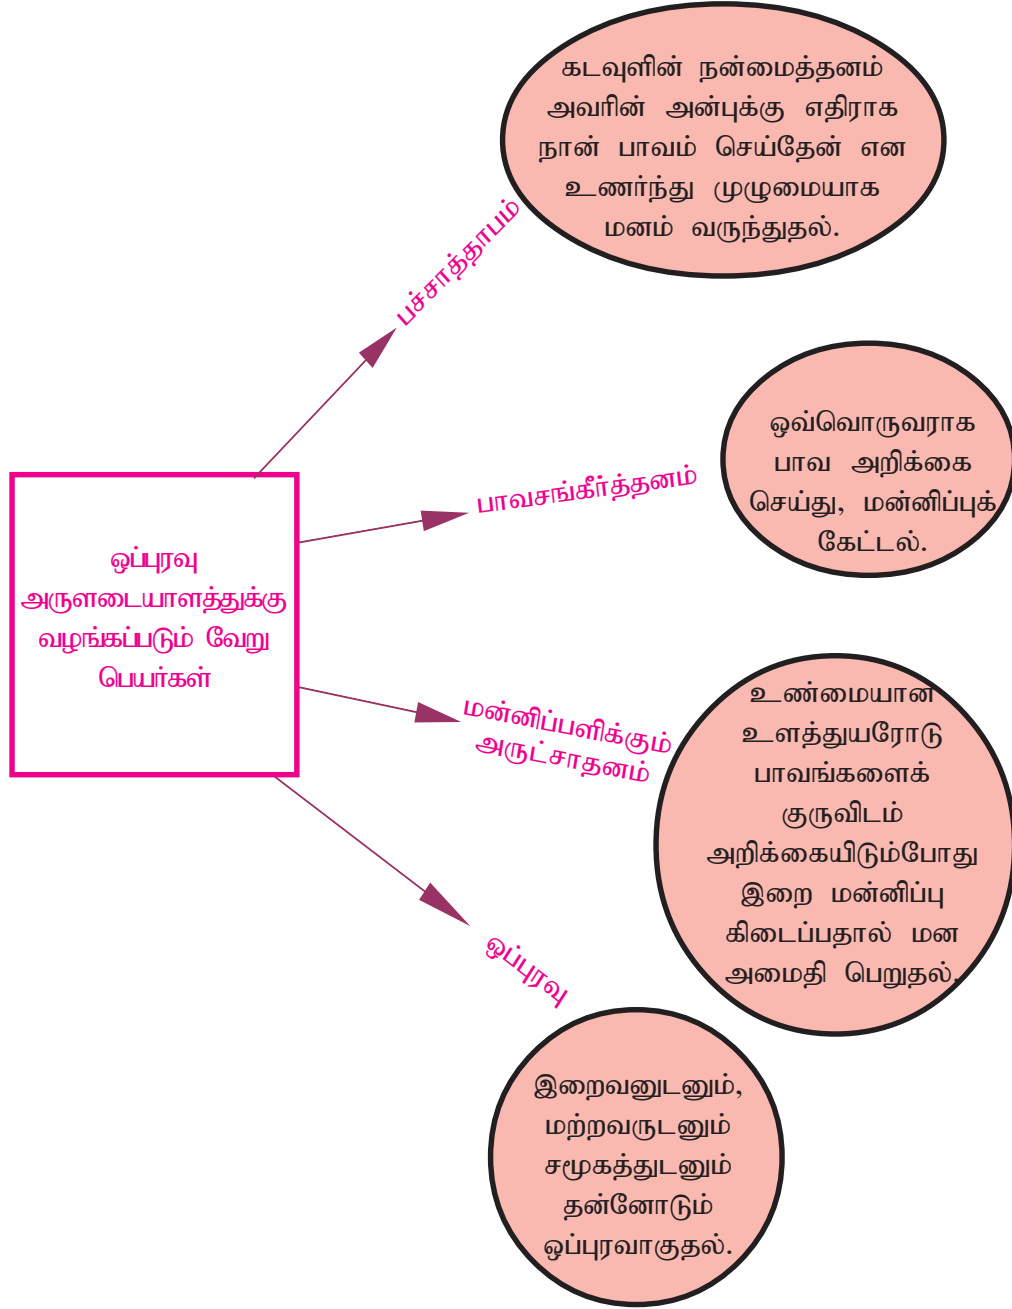 கடவுளின் நன்மைத்தனம்
அவரின் அன்புக்கு எதிராக
நான் பாவம் செய்தேன் என
உணர்ந்து முழுமையாக
மனம் வருந்துதல்.
பச்சாத்தாபம்
ஒவ்வொருவராக
பாவ அறிக்கை
செய்து, மன்னிப்புக்
கேட்டல்.
பாவசங்கீர்த்தனம்
ஒப்புரவு
அருளடையாளத்துக்கு
வழங்கப்படும் வேறு
பெயர்கள்
மன்னிப்பளிக்கும்
அருட்சாதனம்
உண்மையான
உளத்துயரோடு
பாவங்களைக்
குருவிடம்
அறிக்கையிடும்போது
இறை மன்னிப்பு
கிடைப்பதால் மன
அமைதி பெறுதல்.
ஒப்புரவு
இறைவனுடனும்,
மற்றவருடனும்
சமூகத்துடனும்
தன்னோடும்
ஒப்புரவாகுதல்.